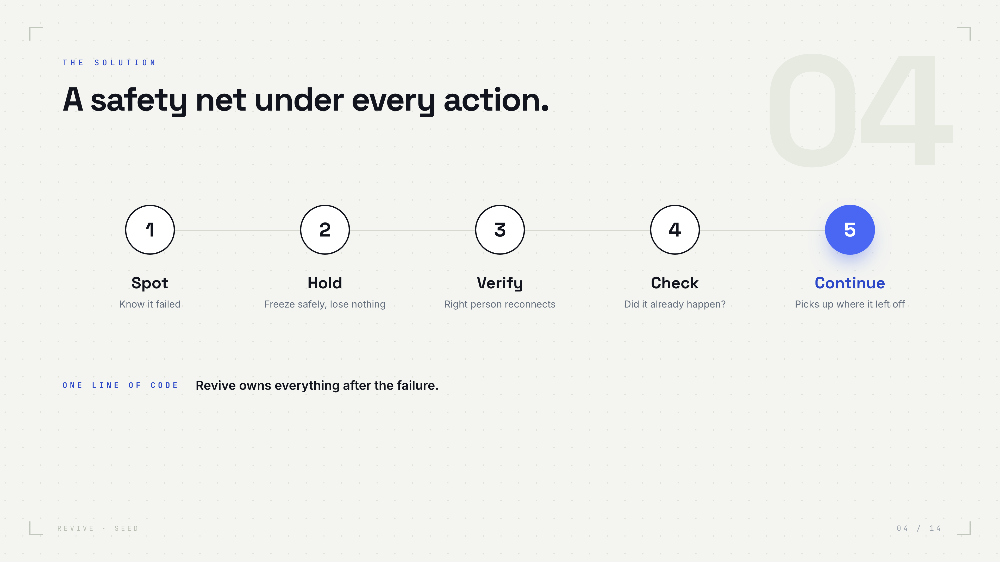 THE SOLUTION
04
A safety net under every action.
1
2
3
4
5
Spot
Hold
Verify
Check
Continue
Know it failed
Freeze safely, lose nothing
Right person reconnects
Did it already happen?
Picks up where it left off
ONE LINE OF CODE Revive owns everything after the failure.
REVIVE · SEED
04 / 14